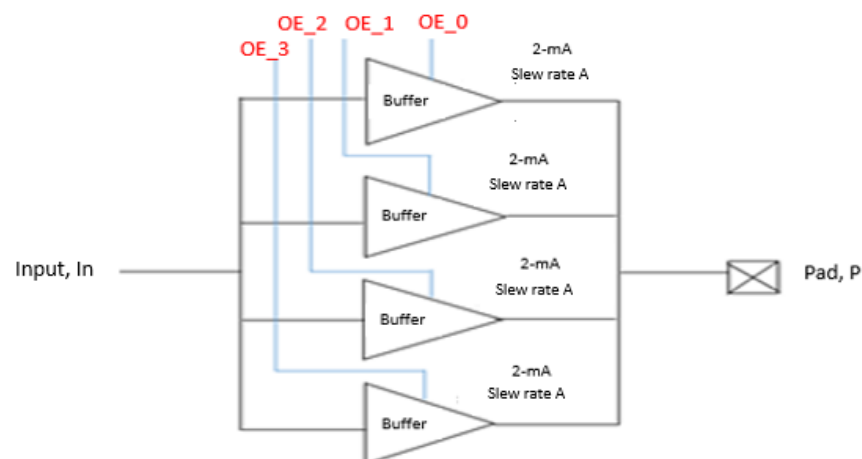 OE_2 OE_1 OE_0
OE_3
2-mA
Slew rate A
Buffer
2-mA
Slew rate A
Buffer
Input, In
Pad, P
2-mA
Slew rate A
Buffer
2-mA
Slew rate A
Buffer